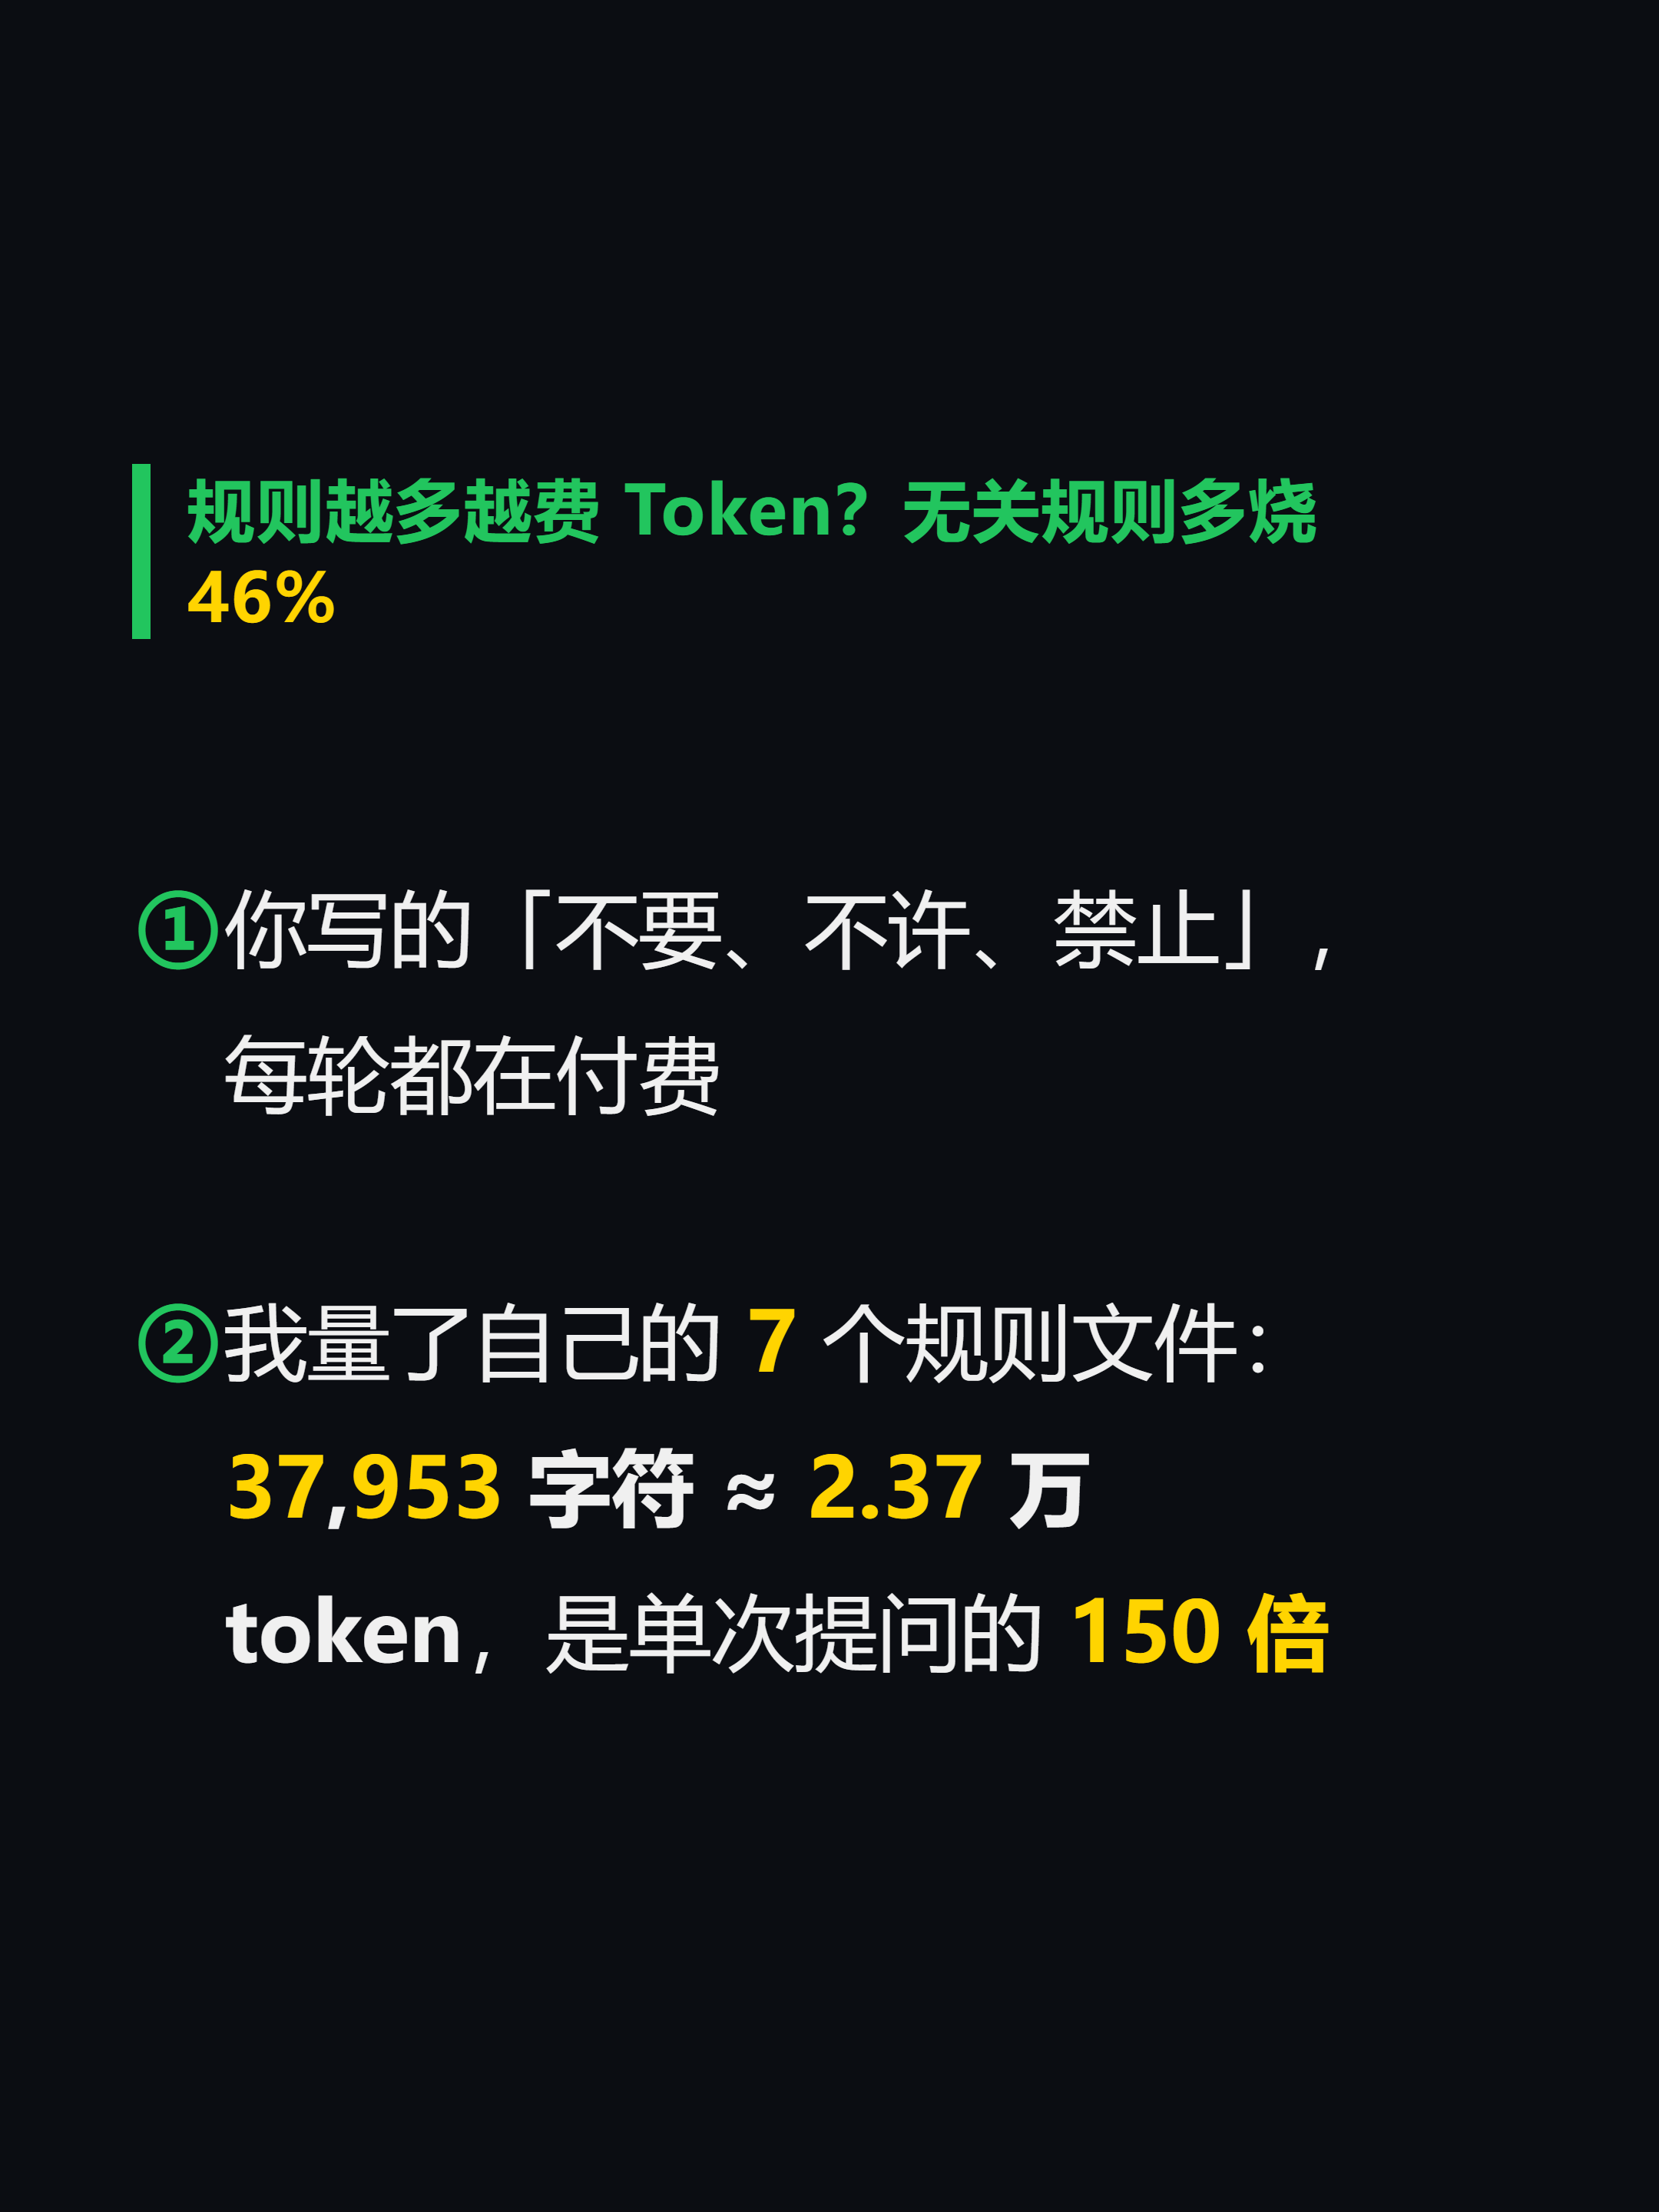 规则越多越费 Token？无关规则多烧
46%
①你写的「不要、不许、禁止」，
每轮都在付费
②我量了自己的 7 个规则文件：
37,953 字符 ≈ 2.37 万
token，是单次提问的 150 倍